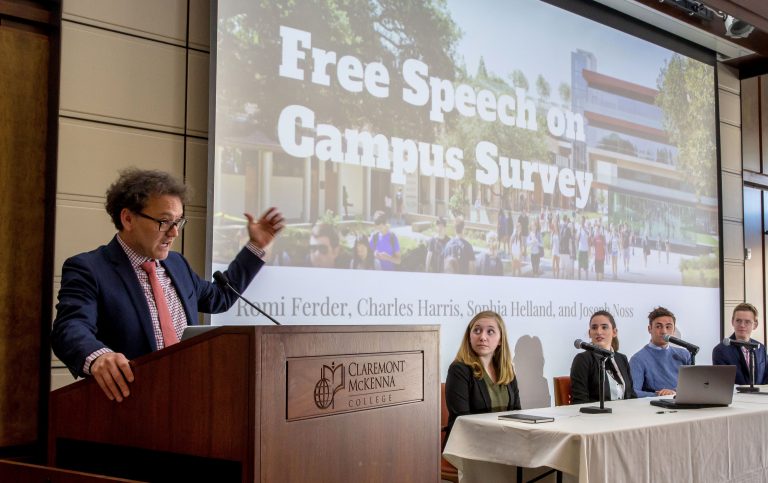 Free Speech on
Campus Survey
Romi Ferder, Charles Harris, Sophia Helland, and Joseph Noss
CLAREMONT
MCKENNA
COLLEGE